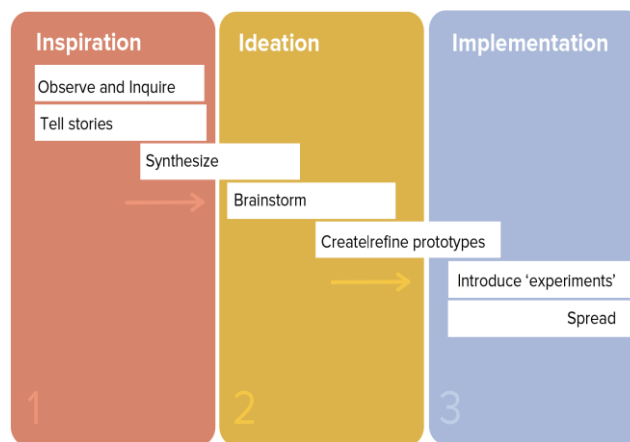 Inspiration
Ideation
Implementation
Observe and Inquire
Tell stories
Synthesize
Brainstorm
Create|refine prototypes
Introduce ‘experiments’
Spread
1
2
3